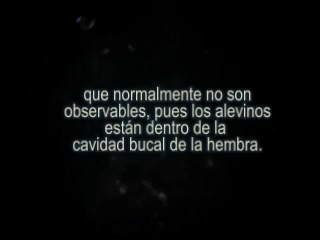 que normalmente no son
observables, pues los alevinos
están dentro de la
cavidad bucal de la hembra.